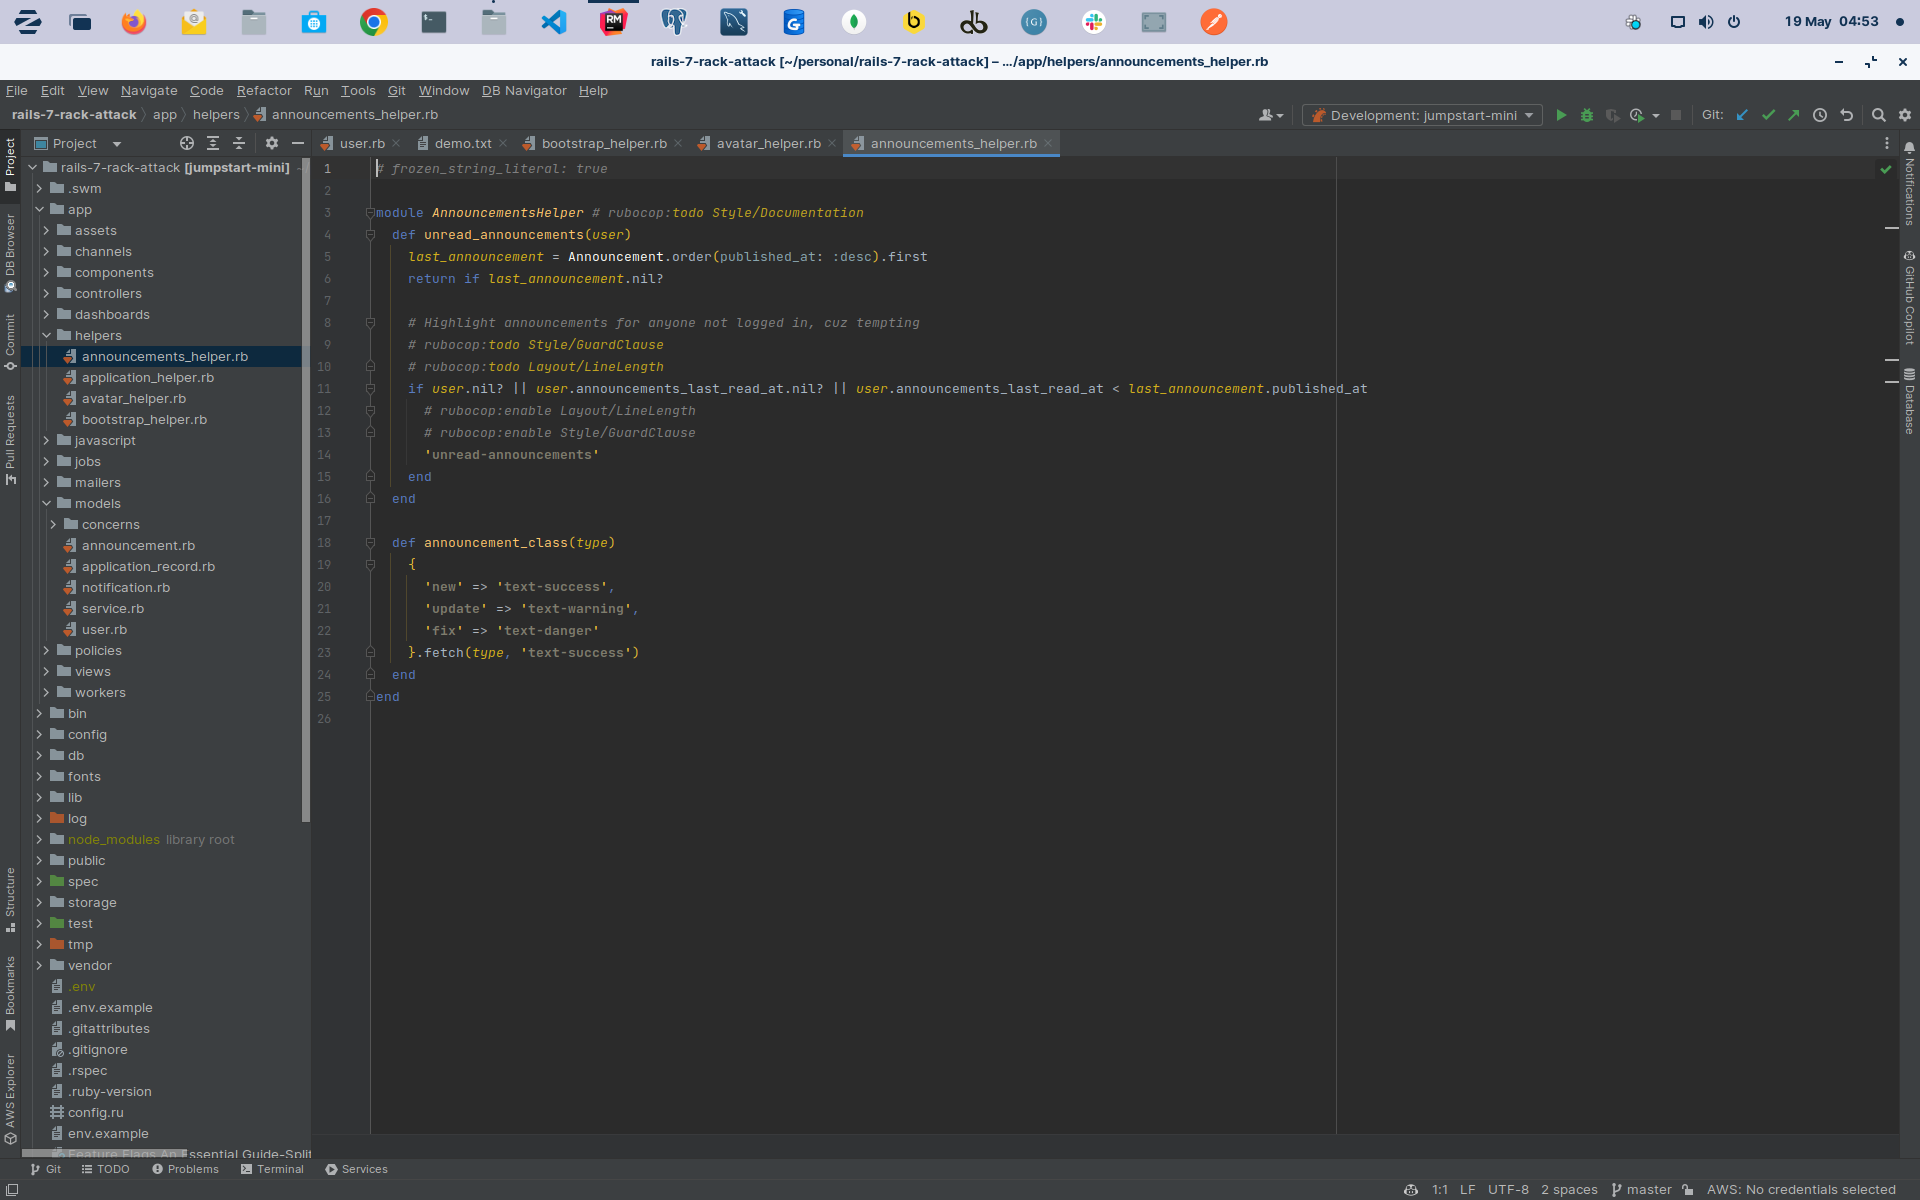 19 May 04:53
rails-7-rack-attack [~/personal/rails-7-rack-attack] – .../app/helpers/announcements_helper.rb
File Edit View Navigate Code Refactor Run Tools Git Window DB Navigator Help
rails-7-rack-attack app helpers announcements_helper.rb
Development: jumpstart-mini
Git:
Project
user.rb demo.txt bootstrap_helper.rb avatar_helper.rb announcements_helper.rb
rails-7-rack-attack [jumpstart-mini]
.swm
app
assets
channels
components
controllers
dashboards
helpers
announcements_helper.rb
application_helper.rb
avatar_helper.rb
bootstrap_helper.rb
javascript
jobs
mailers
models
concerns
announcement.rb
application_record.rb
notification.rb
service.rb
user.rb
policies
views
workers
bin
config
db
fonts
lib
log
node_modules library root
public
spec
storage
test
tmp
vendor
.env
.env.example
.gitattributes
.gitignore
.rspec
.ruby-version
config.ru
env.example
Feature Flags An Essential Guide-Split
1 # frozen_string_literal: true
2
3 module AnnouncementsHelper # rubocop:todo Style/Documentation
4 def unread_announcements(user)
5 last_announcement = Announcement.order(published_at: :desc).first
6 return if last_announcement.nil?
7
8 # Highlight announcements for anyone not logged in, cuz tempting
9 # rubocop:todo Style/GuardClause
10 # rubocop:todo Layout/LineLength
11 if user.nil? || user.announcements_last_read_at.nil? || user.announcements_last_read_at < last_announcement.published_at
12 # rubocop:enable Layout/LineLength
13 # rubocop:enable Style/GuardClause
14 'unread-announcements'
15 end
16 end
17
18 def announcement_class(type)
19 {
20 'new' => 'text-success',
21 'update' => 'text-warning',
22 'fix' => 'text-danger'
23 }.fetch(type, 'text-success')
24 end
25 end
26
Project
DB Browser
Commit
Pull Requests
Structure
Bookmarks
AWS Explorer
Notifications
GitHub Copilot
Database
Git TODO Problems Terminal Services
1:1 LF UTF-8 2 spaces master AWS: No credentials selected